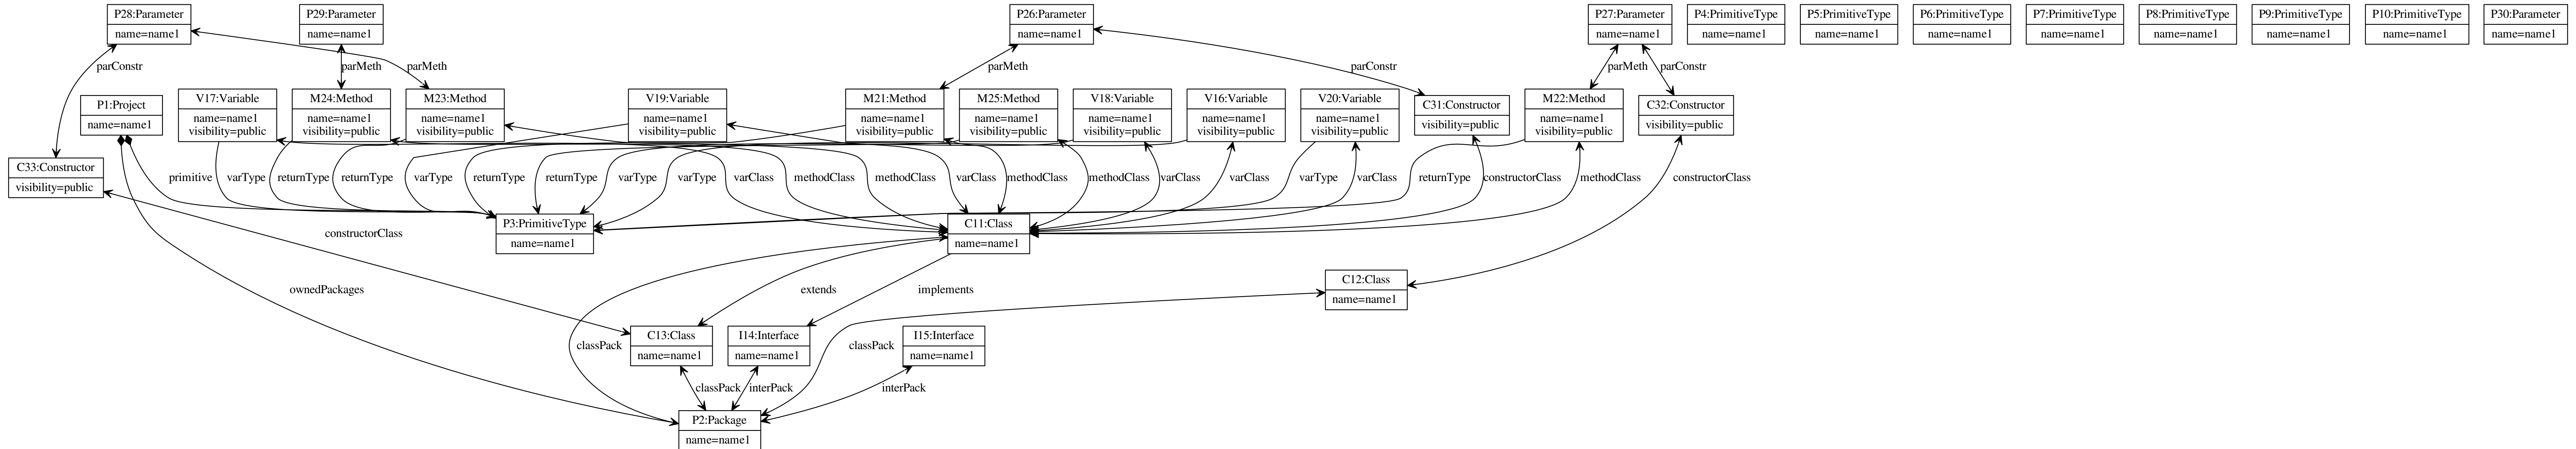 P28:Parameter
name=name1
P29:Parameter
name=name1
P26:Parameter
name=name1
P27:Parameter
name=name1
P4:PrimitiveType
name=name1
P5:PrimitiveType
name=name1
P6:PrimitiveType
name=name1
P7:PrimitiveType
name=name1
P8:PrimitiveType
name=name1
P9:PrimitiveType
name=name1
P10:PrimitiveType
name=name1
P30:Parameter
name=name1
parConstr
parMeth
parMeth
parMeth
parConstr
parMeth
parConstr
P1:Project
name=name1
V17:Variable
name=name1
visibility=public
M24:Method
name=name1
visibility=public
M23:Method
name=name1
visibility=public
V19:Variable
name=name1
visibility=public
M21:Method
name=name1
visibility=public
M25:Method
name=name1
visibility=public
V18:Variable
name=name1
visibility=public
V16:Variable
name=name1
visibility=public
V20:Variable
name=name1
visibility=public
C31:Constructor
visibility=public
M22:Method
name=name1
visibility=public
C32:Constructor
visibility=public
C33:Constructor
visibility=public
primitive
varType
returnType
returnType
varType
returnType
returnType
varType
varType
varClass
methodClass
methodClass
varClass
methodClass
methodClass
varClass
varClass
varType
varClass
returnType
constructorClass
methodClass
constructorClass
P3:PrimitiveType
name=name1
C11:Class
name=name1
constructorClass
C12:Class
name=name1
ownedPackages
extends
implements
C13:Class
name=name1
I14:Interface
name=name1
I15:Interface
name=name1
classPack
classPack
classPack
interPack
interPack
P2:Package
name=name1